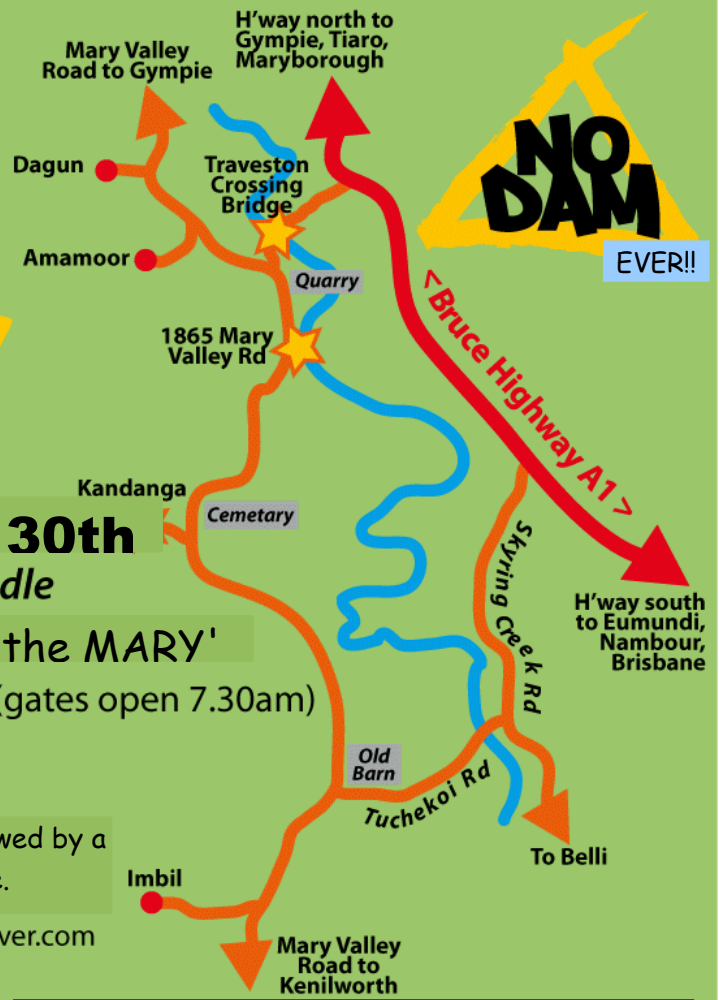 H'way north to
Gympie, Tiaro,
Maryborough
Mary Valley
Road to Gympie
NO
DAM
EVER!!
Dagun
Traveston
Crossing
Bridge
Amamoor
Quarry
<Bruce Highway A1>
1865 Mary
Valley Rd
Kandanga
Cemetary
30th
dle
the MARY'
(gates open 7.30am)
Skyring Creek Rd
H'way south
to Eumundi,
Nambour,
Brisbane
Old
Barn
Tuchekoi Rd
wed by a
.
To Belli
Imbil
ver.com
Mary Valley
Road to
Kenilworth